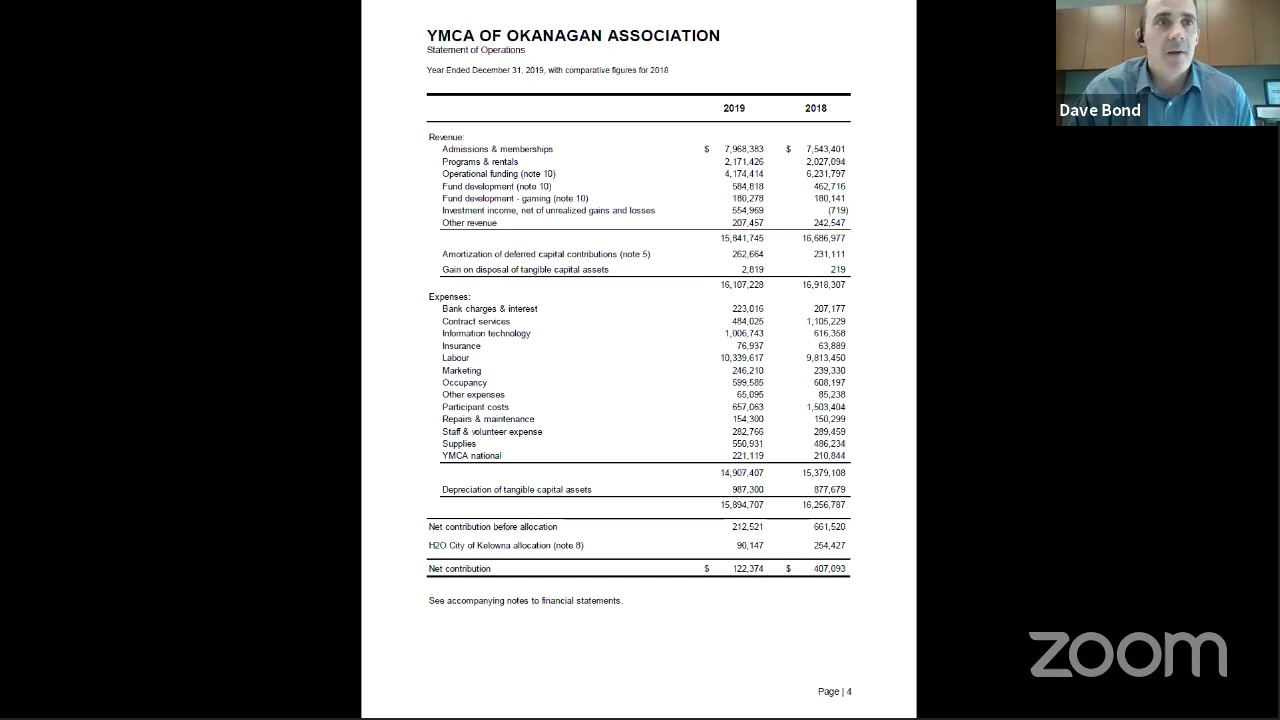 YMCA OF OKANAGAN ASSOCIATION
Statement of Operations
Year Ended December 31, 2019, with comparative figures for 2018
2019 2018
Revenue:
Admissions & memberships $ 7,968,383 $ 7,543,401
Programs & rentals 2,171,426 2,027,094
Operational funding (note 10) 4,174,414 6,231,797
Fund development (note 10) 584,818 462,716
Fund development - gaming (note 10) 180,278 180,141
Investment income, net of unrealized gains and losses 554,969 (719)
Other revenue 207,457 242,547
15,841,745 16,686,977
Amortization of deferred capital contributions (note 5) 262,664 231,111
Gain on disposal of tangible capital assets 2,819 219
16,107,228 16,918,307
Expenses:
Bank charges & interest 223,016 207,177
Contract services 484,025 1,105,229
Information technology 1,006,743 616,358
Insurance 76,937 63,889
Labour 10,339,617 9,813,450
Marketing 246,210 239,330
Occupancy 599,585 608,197
Other expenses 65,095 85,238
Participant costs 657,063 1,503,404
Repairs & maintenance 154,300 150,299
Staff & volunteer expense 282,766 289,459
Supplies 550,931 486,234
YMCA national 221,119 210,844
14,907,407 15,379,108
Depreciation of tangible capital assets 987,300 877,679
15,894,707 16,256,787
Net contribution before allocation 212,521 661,520
H2O City of Kelowna allocation (note 8) 90,147 254,427
Net contribution $ 122,374 $ 407,093
See accompanying notes to financial statements.
Page | 4
Dave Bond
zoom